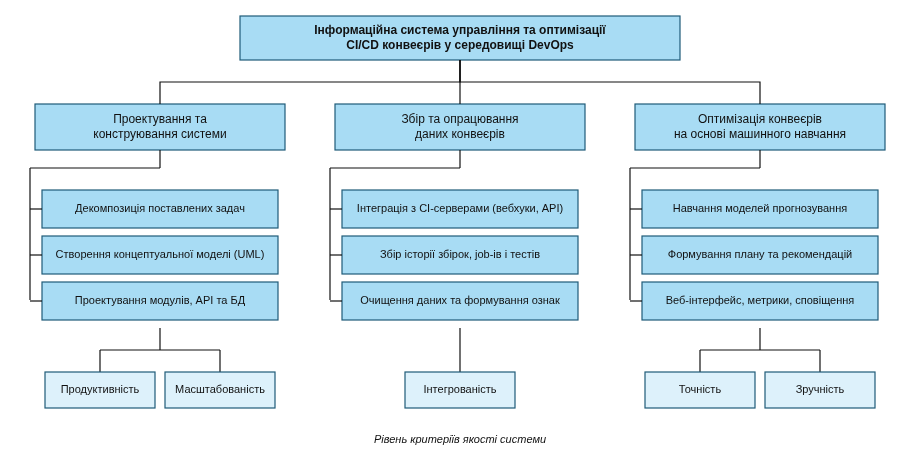 Інформаційна система управління та оптимізації
CI/CD конвеєрів у середовищі DevOps
Проектування та
конструювання системи
Збір та опрацювання
даних конвеєрів
Оптимізація конвеєрів
на основі машинного навчання
Декомпозиція поставлених задач
Створення концептуальної моделі (UML)
Проектування модулів, API та БД
Інтеграція з CI-серверами (вебхуки, API)
Збір історії збірок, job-ів і тестів
Очищення даних та формування ознак
Навчання моделей прогнозування
Формування плану та рекомендацій
Веб-інтерфейс, метрики, сповіщення
Продуктивність
Масштабованість
Інтегрованість
Точність
Зручність
Рівень критеріїв якості системи